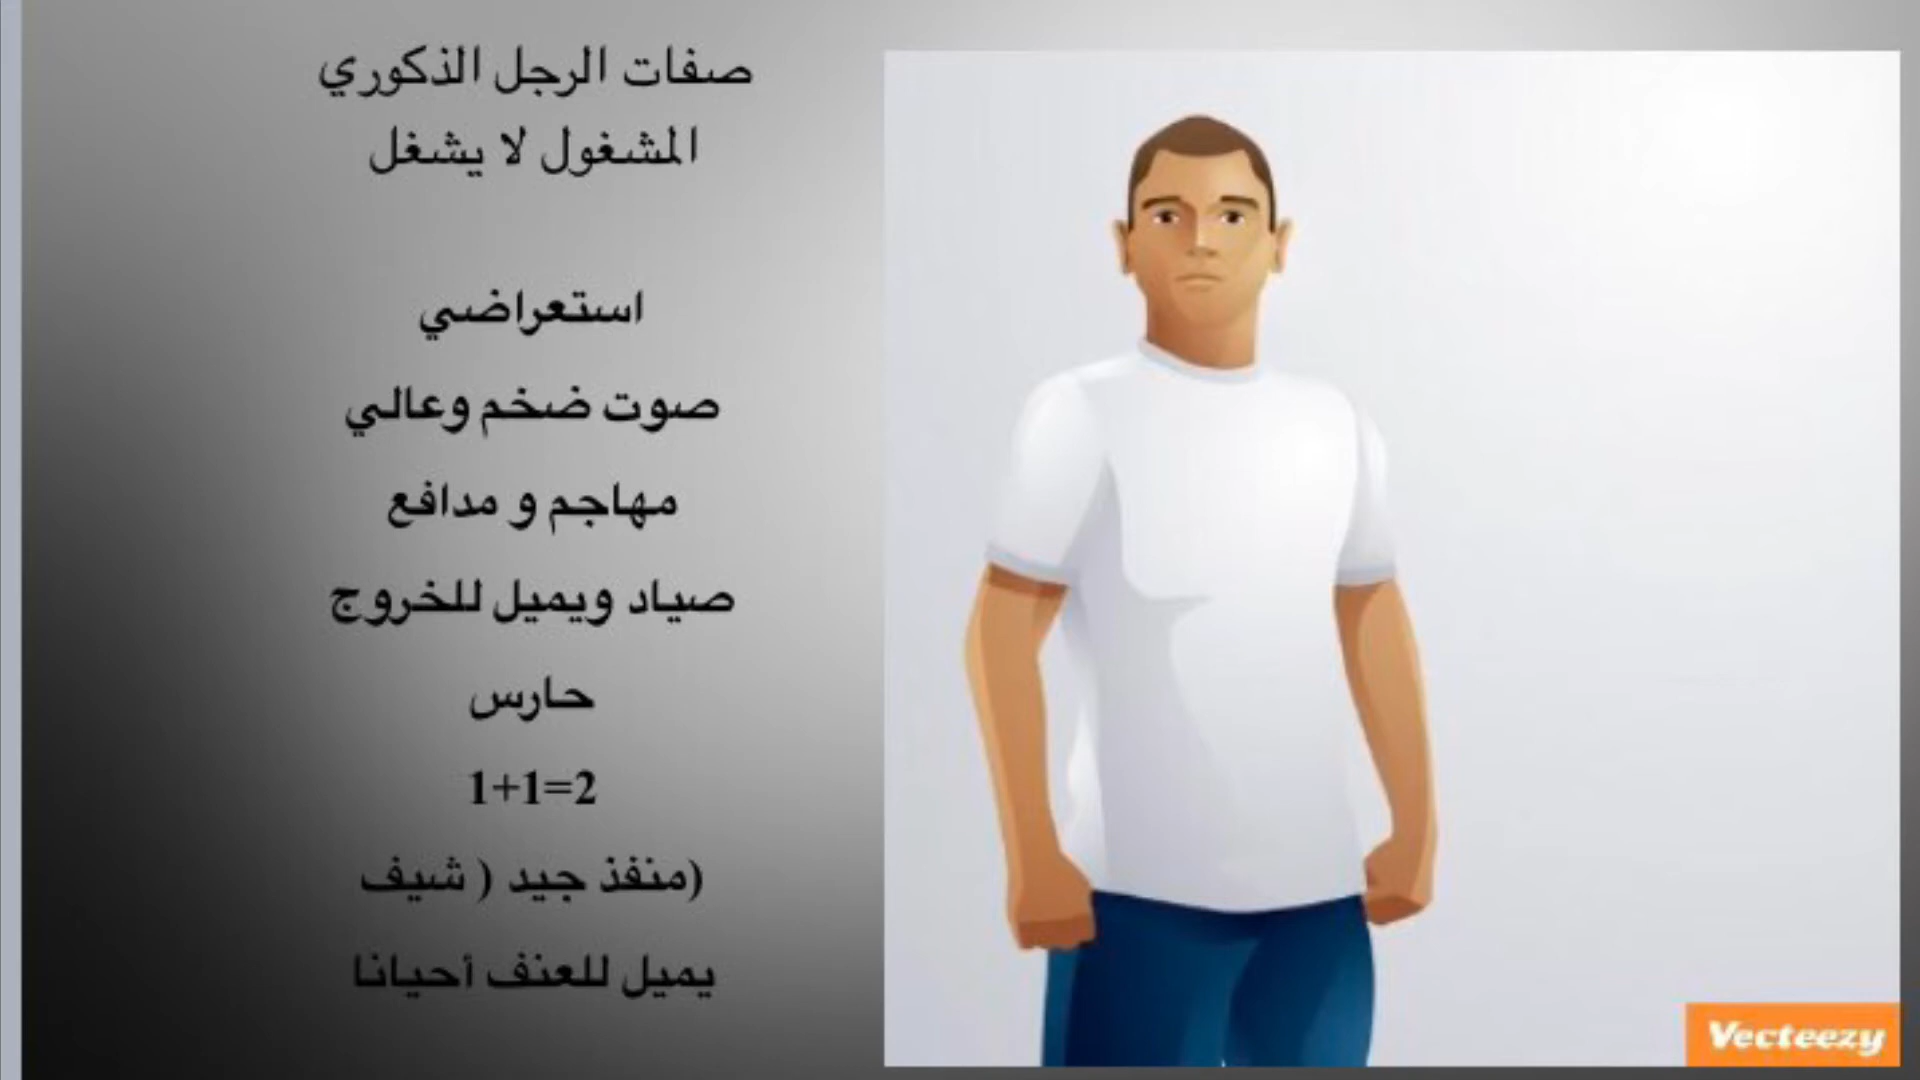 صفات الرجل الذكوري
المشغول لا يشغل
استعراضي
صوت ضخم وعالي
مهاجم و مدافع
صياد ويميل للخروج
حارس
1+1=2
(منفذ جيد ( شيف
يميل للعنف أحيانا
Vecteezy